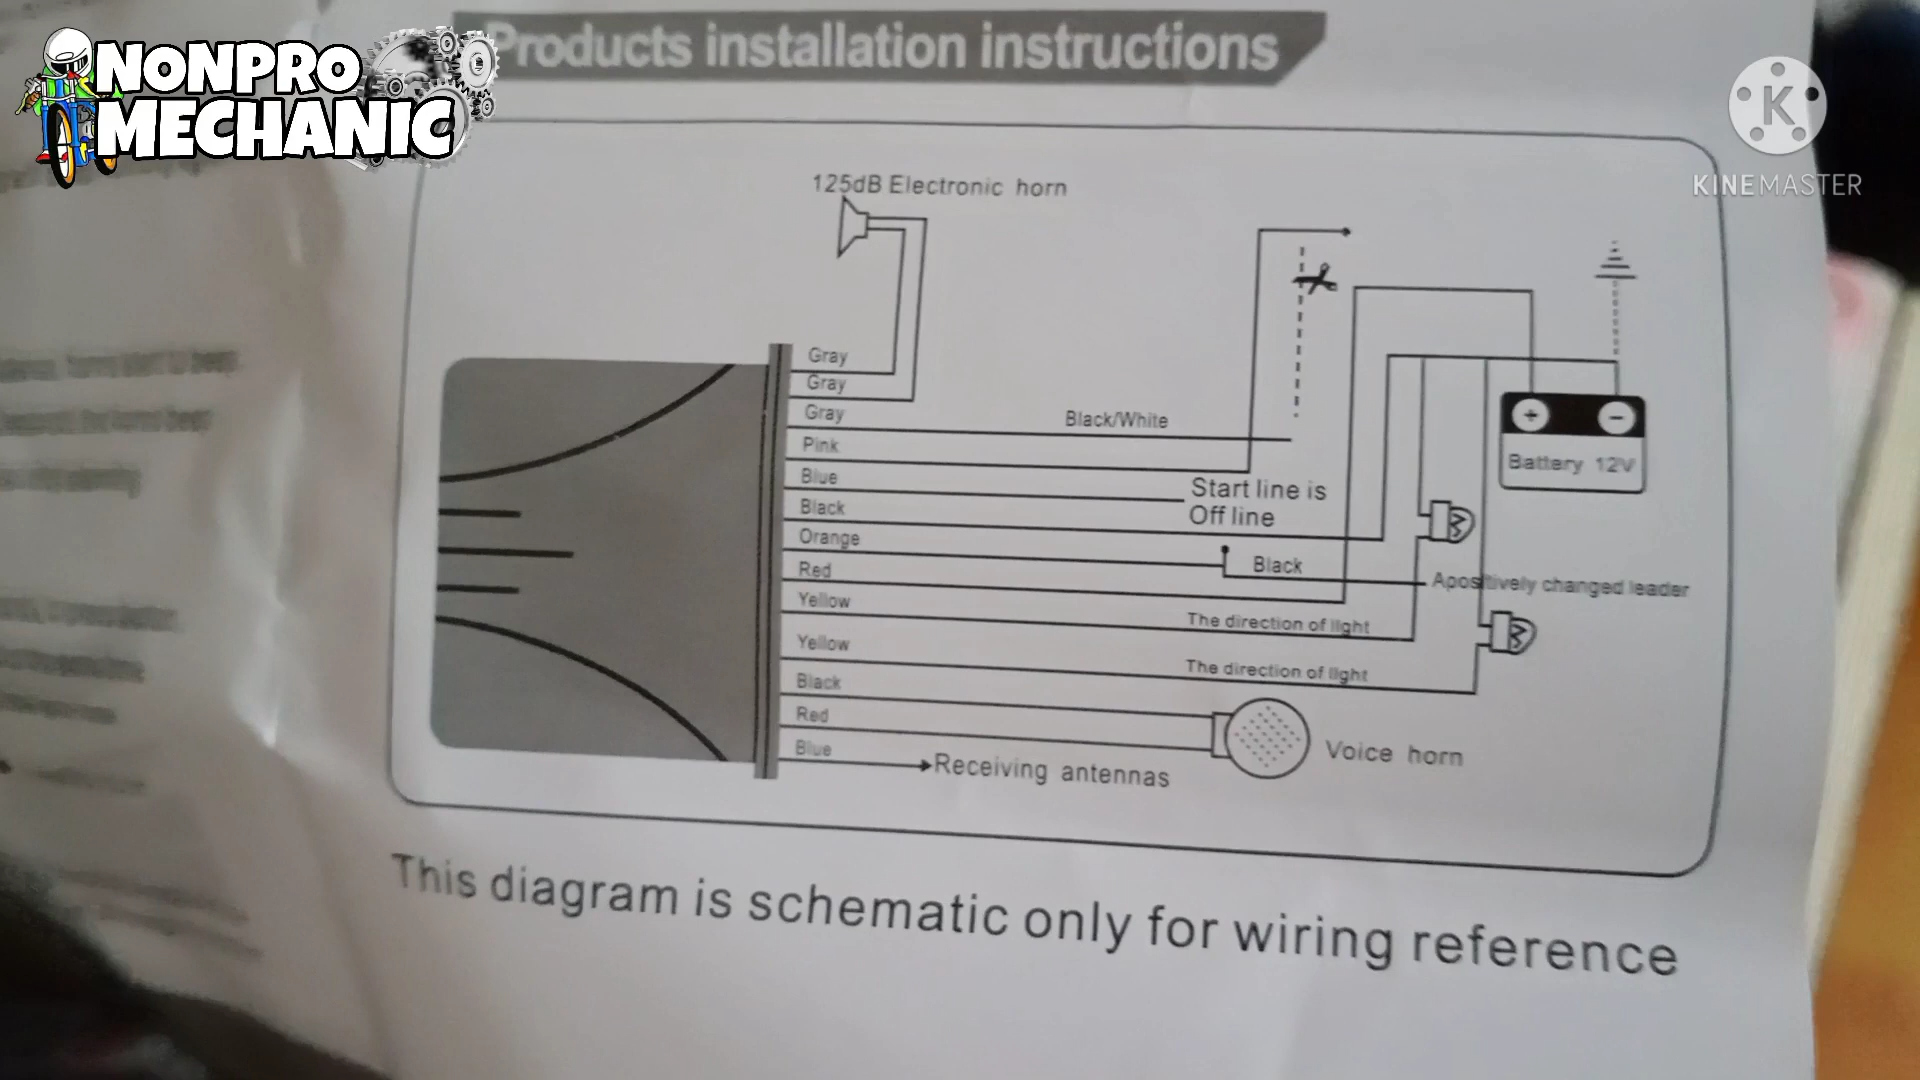 NONPRO
MECHANIC
Products installation instructions
K
KINEMASTER
125dB Electronic horn
Gray
Gray
Gray
Black/White
Pink
Blue
Start line is
Off line
Black
Orange
Black
Apositively changed leader
Red
Yellow
The direction of light
Yellow
The direction of light
Black
Red
Voice horn
Blue
Receiving antennas
+
−
Battery 12V
This diagram is schematic only for wiring reference